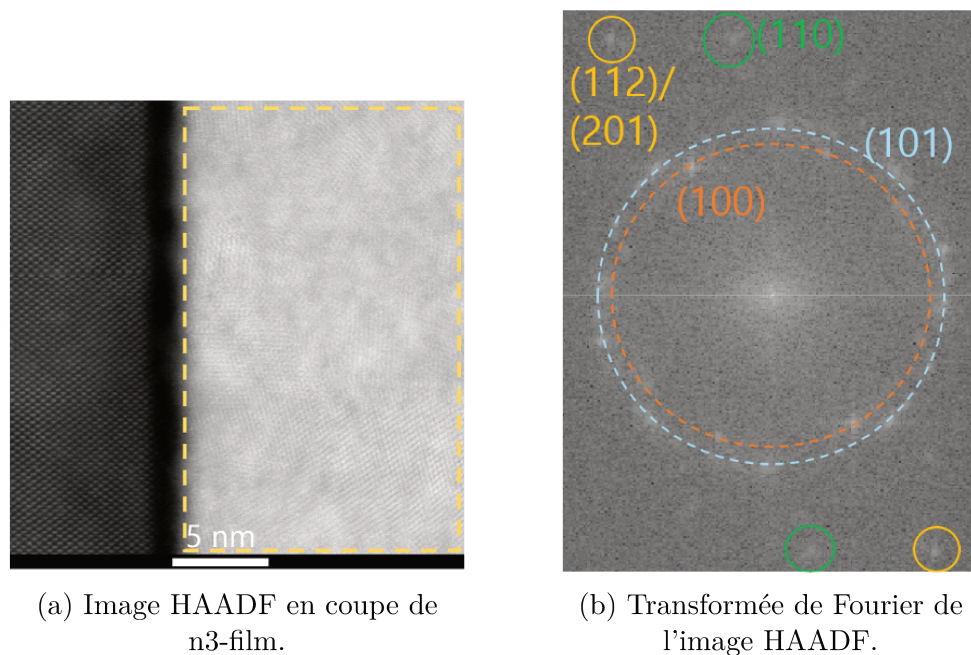 5 nm
(110)
(112)/
(201)
(101)
(100)
(a) Image HAADF en coupe de
n3-film.
(b) Transformée de Fourier de
l'image HAADF.